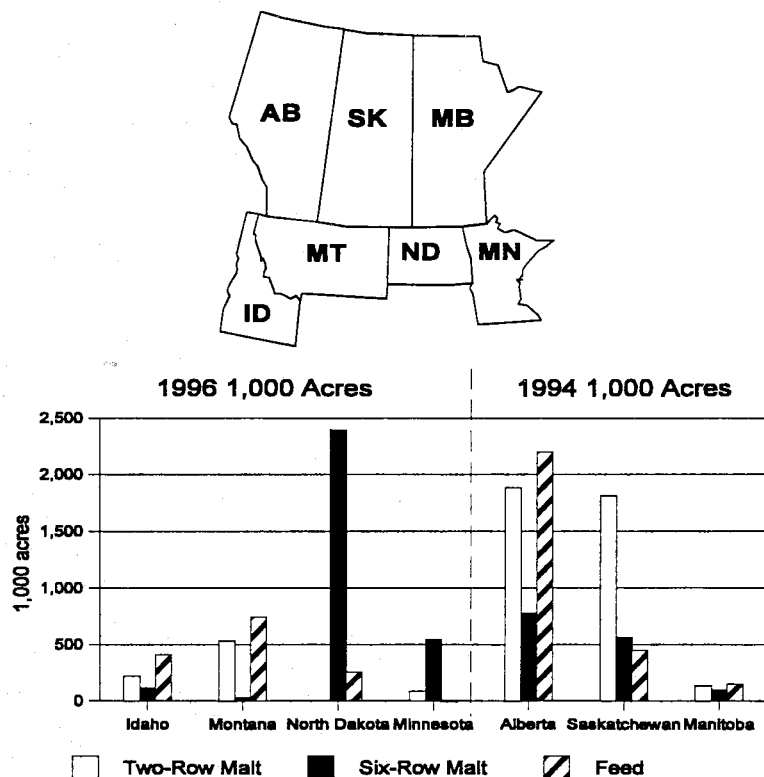 AB SK MB
MT ND MN
ID
1996 1,000 Acres 1994 1,000 Acres
2,500
2,000
1,500
1,000
500
0
1,000 acres
Idaho Montana North Dakota Minnesota Alberta Saskatchewan Manitoba
Two-Row Malt Six-Row Malt Feed